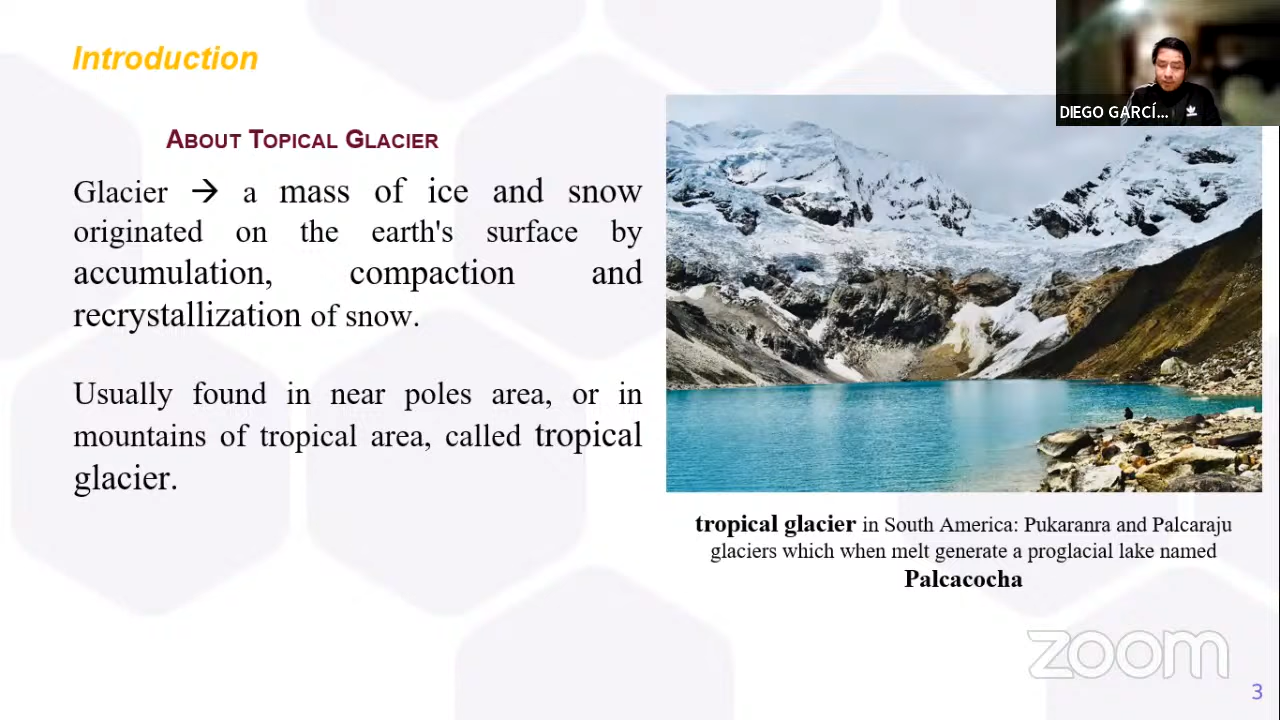 Introduction
ABOUT TOPICAL GLACIER
Glacier → a mass of ice and snow
originated on the earth's surface by
accumulation, compaction and
recrystallization of snow.
Usually found in near poles area, or in
mountains of tropical area, called tropical
glacier.
DIEGO GARCÍ...
tropical glacier in South America: Pukaranra and Palcaraju
glaciers which when melt generate a proglacial lake named
Palcacocha
zoom
3